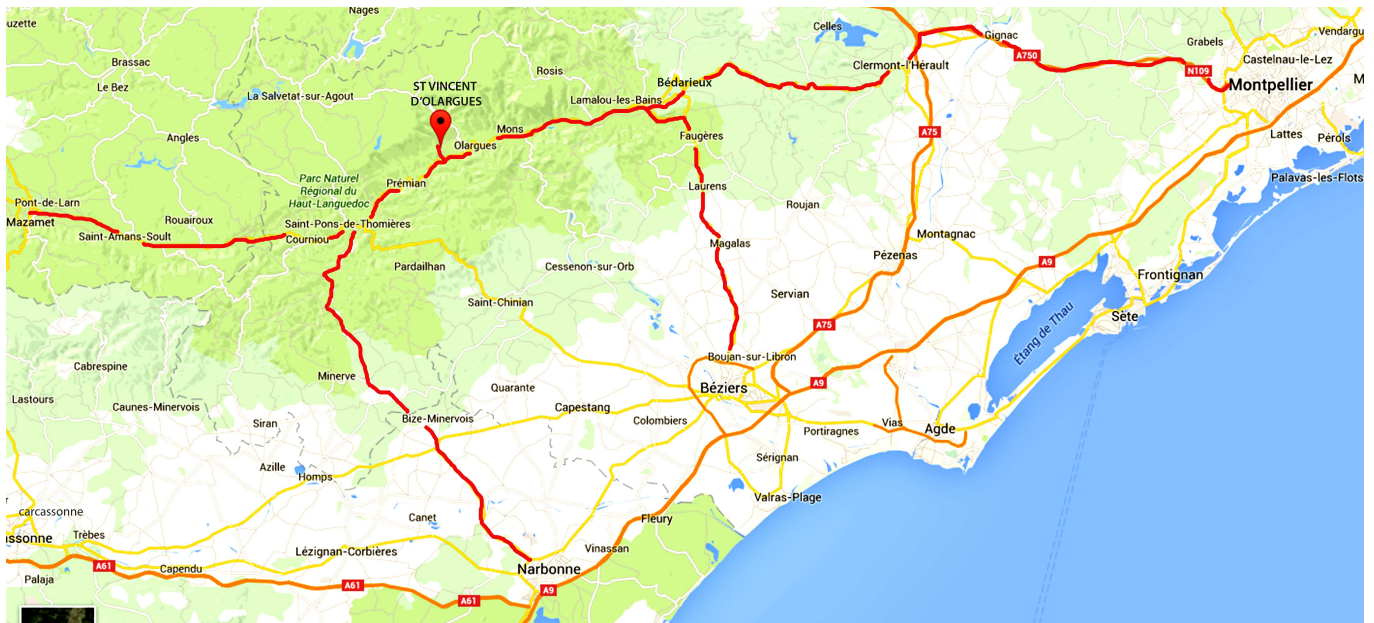 Nages
uzette
Celles
Gignac
Vendargu
Grabels
A750
Castelnau-le-Lez
Brassac
Clermont-l'Hérault
Rosis
N109
Bédarieux
Montpellier
M
Le Bez
ST VINCENT
D'OLARGUES
La Salvetat-sur-Agout
Lamalou-les-Bains
Mons
A75
Lattes
Pérols
Angles
Olargues
Faugères
Parc Naturel
Régional du
Haut-Languedoc
Prémian
Laurens
Palavas-les-Flots
Pont-de-Larn
Mazamet
Rouairoux
Roujan
Saint-Pons-de-Thomières
Saint-Amans-Soult
Courniou
Magalas
Montagnac
Pézenas
A9
Pardailhan
Cessenon-sur-Orb
Frontignan
Servian
Saint-Chinian
Sète
A75
Étang de Thau
Boujan-sur-Libron
Cabrespine
Minerve
A9
Béziers
Quarante
Lastours
Caunes-Minervois
Capestang
Bize-Minervois
Colombiers
Siran
Vias
Agde
Portiragnes
Azille
Sérignan
Homps
Valras-Plage
carcassonne
Canet
Fleury
Trèbes
ssonne
Lézignan-Corbières
Vinassan
A61
Capendu
Narbonne
Palaja
A61
A9
A61